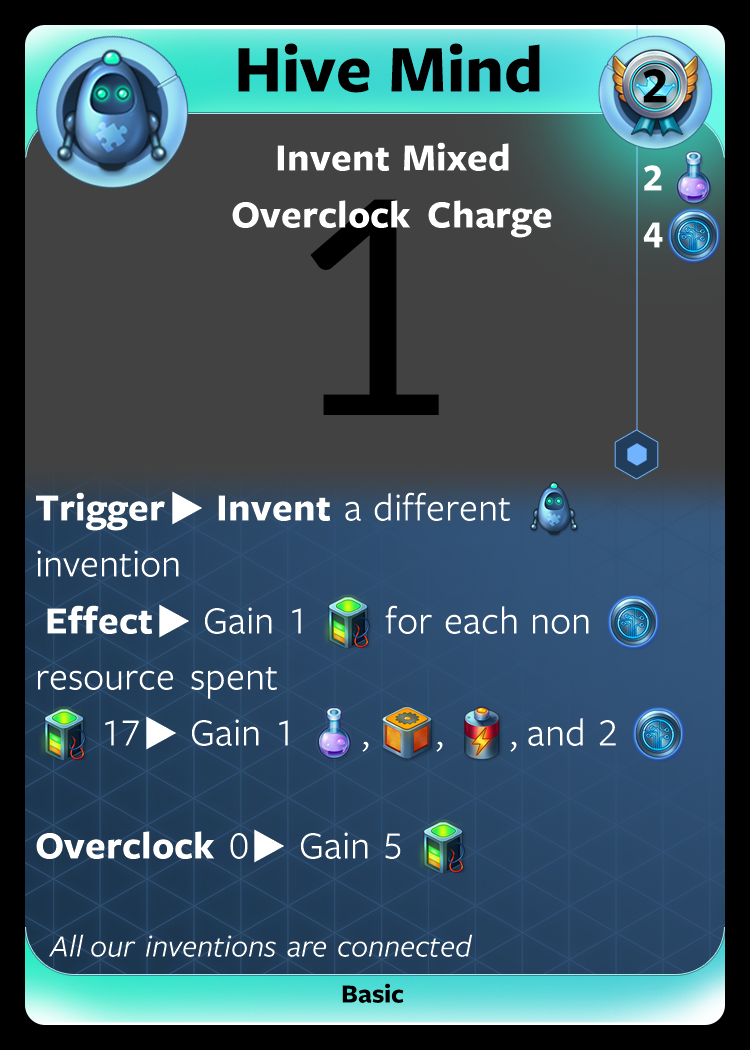 Hive Mind
2
Invent Mixed
2
Overclock Charge
4
1
Trigger▶ Invent a different
invention
Effect▶ Gain 1 for each non
resource spent
17▶ Gain 1 , , , and 2
Overclock 0▶ Gain 5
All our inventions are connected
Basic